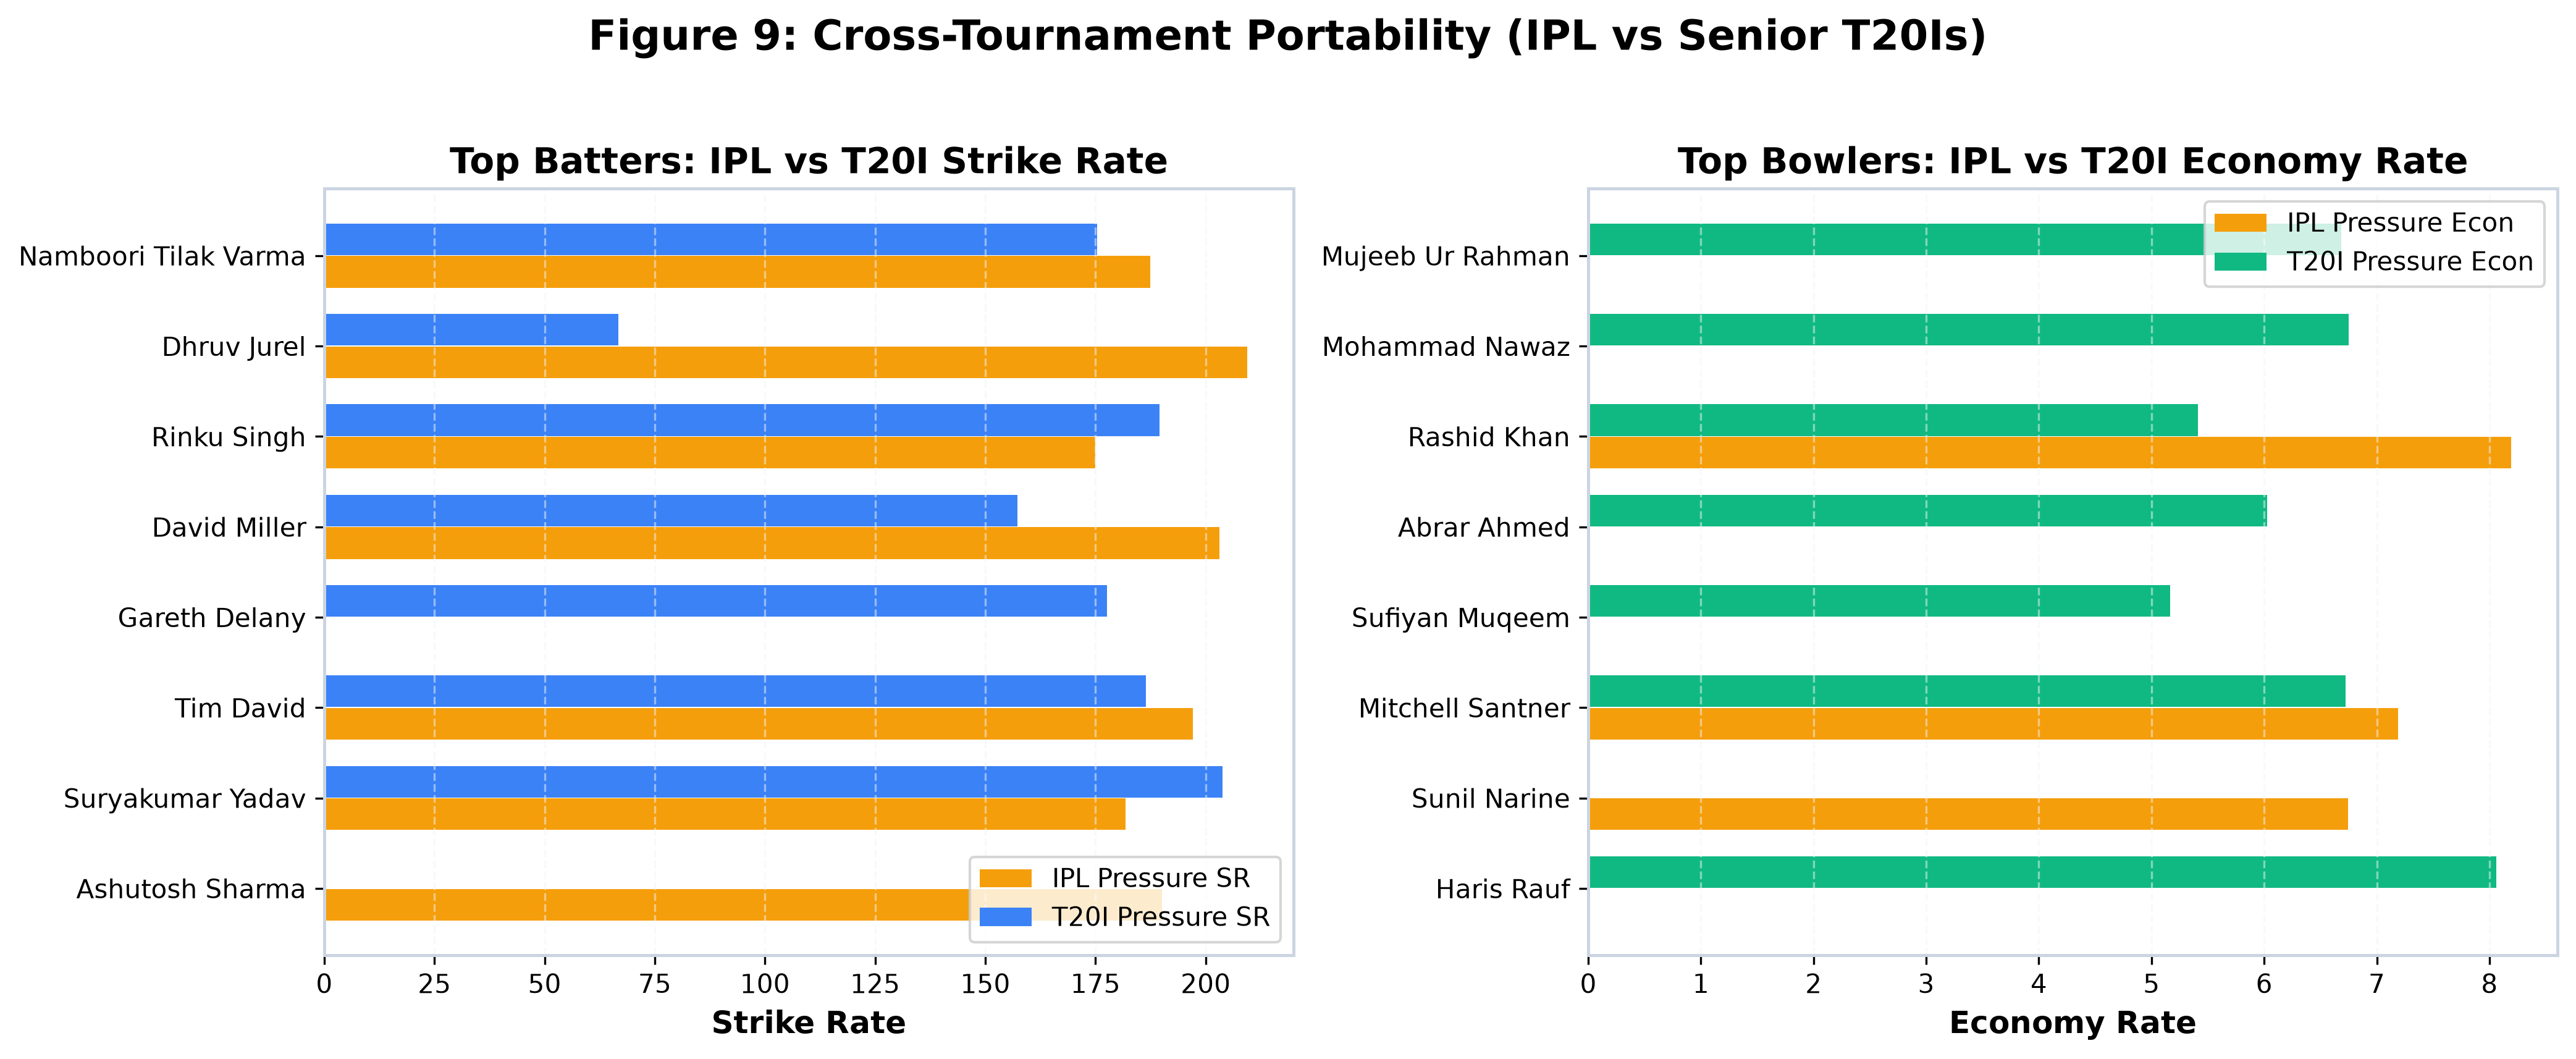 Figure 9: Cross-Tournament Portability (IPL vs Senior T20Is)
Top Batters: IPL vs T20I Strike Rate
Namboori Tilak Varma
Dhruv Jurel
Rinku Singh
David Miller
Gareth Delany
Tim David
Suryakumar Yadav
Ashutosh Sharma
IPL Pressure SR
T20I Pressure SR
0 25 50 75 100 125 150 175 200
Strike Rate
Top Bowlers: IPL vs T20I Economy Rate
IPL Pressure Econ
T20I Pressure Econ
Mujeeb Ur Rahman
Mohammad Nawaz
Rashid Khan
Abrar Ahmed
Sufiyan Muqeem
Mitchell Santner
Sunil Narine
Haris Rauf
0 1 2 3 4 5 6 7 8
Economy Rate